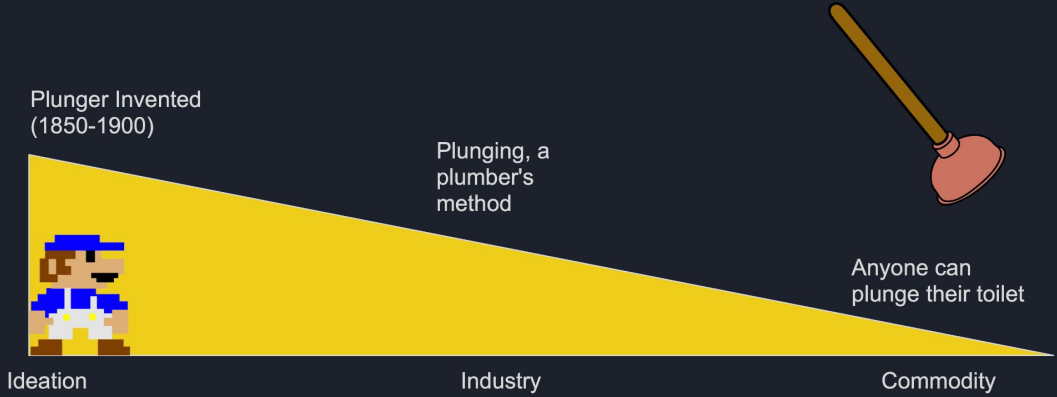 Plunger Invented
(1850-1900)
Plunging, a
plumber's
method
Anyone can
plunge their toilet
Ideation
Industry
Commodity